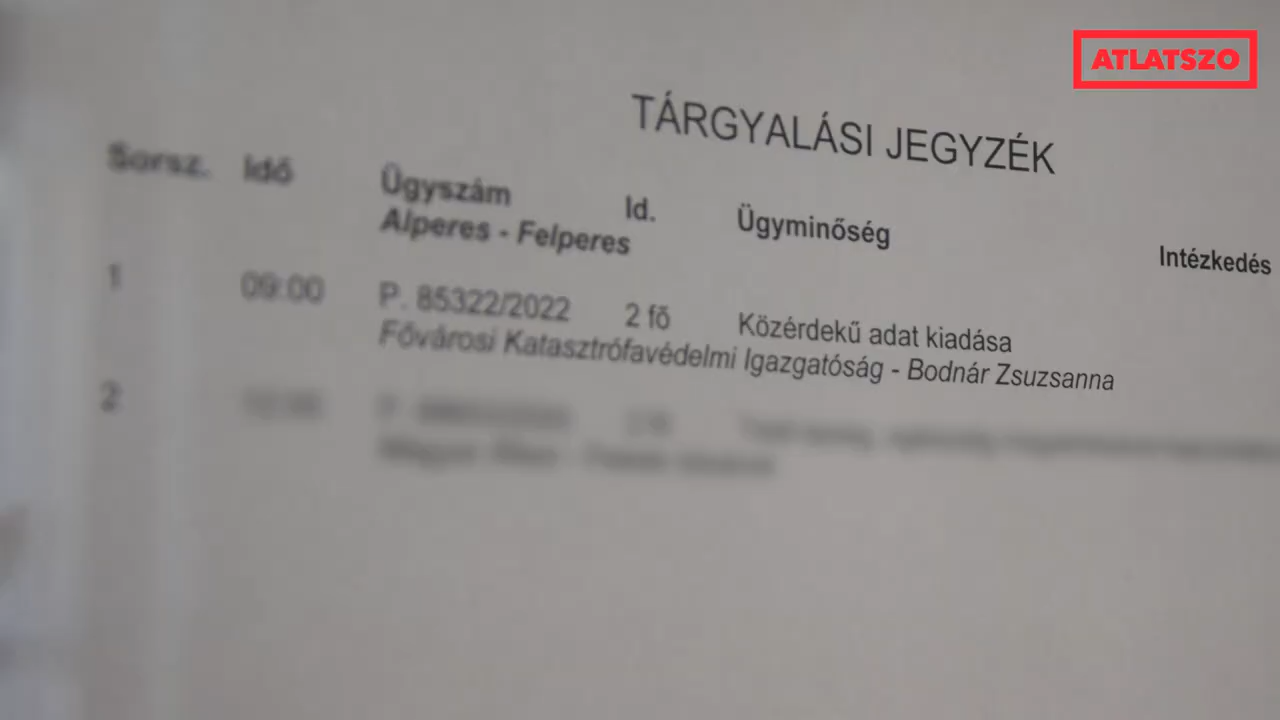 ATLATSZO
TÁRGYALÁSI JEGYZÉK
Sorsz. Idő Ügyszám Id. Ügyminőség Intézkedés
Alperes - Felperes
1 09:00 P. 85322/2022 2 fő Közérdekű adat kiadása
Fővárosi Katasztrófavédelmi Igazgatóság - Bodnár Zsuzsanna
2